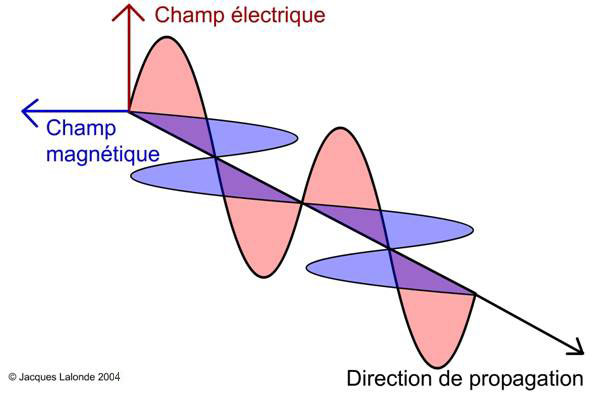 Champ électrique
Champ
magnétique
Direction de propagation
© Jacques Lalonde 2004